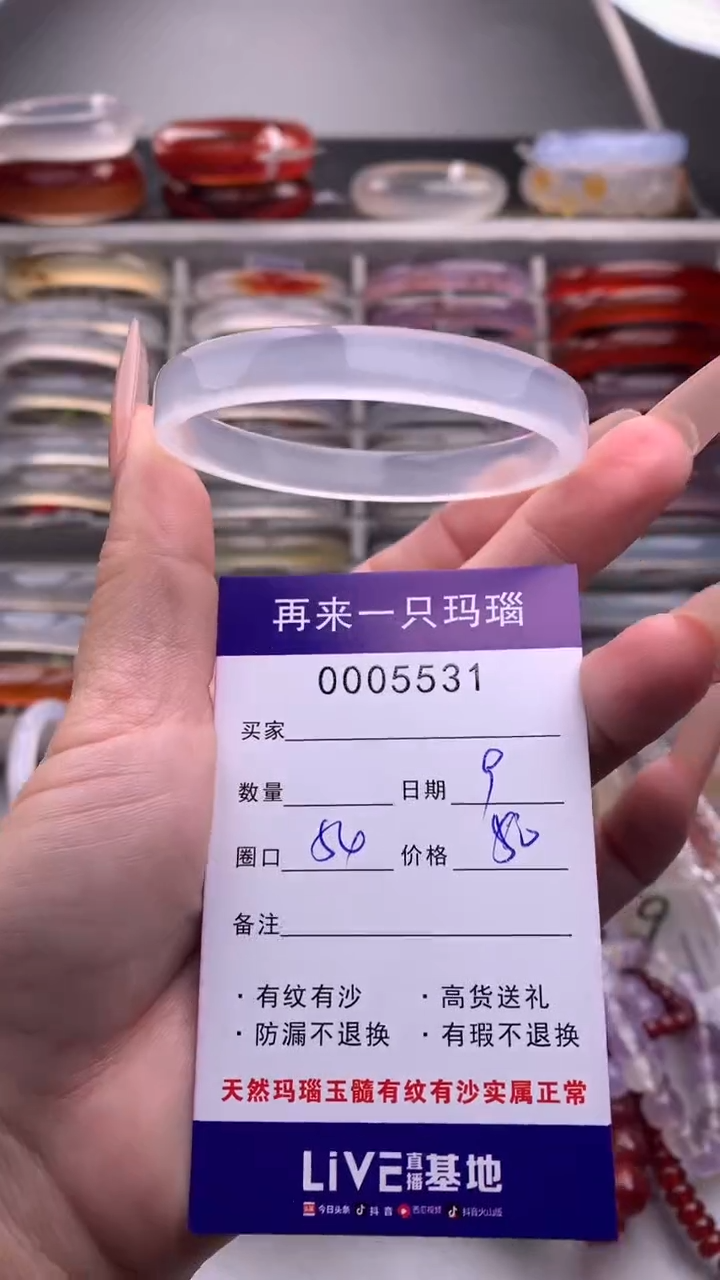 再来一只玛瑙
0005531
买家
数量 日期 9
圈口 54 价格 80
备注
·有纹有沙 ·高货送礼
·防漏不退换 ·有瑕不退换
天然玛瑙玉髓有纹有沙实属正常
LiVE直播基地
今日头条 抖音 西瓜视频 抖音火山版
9